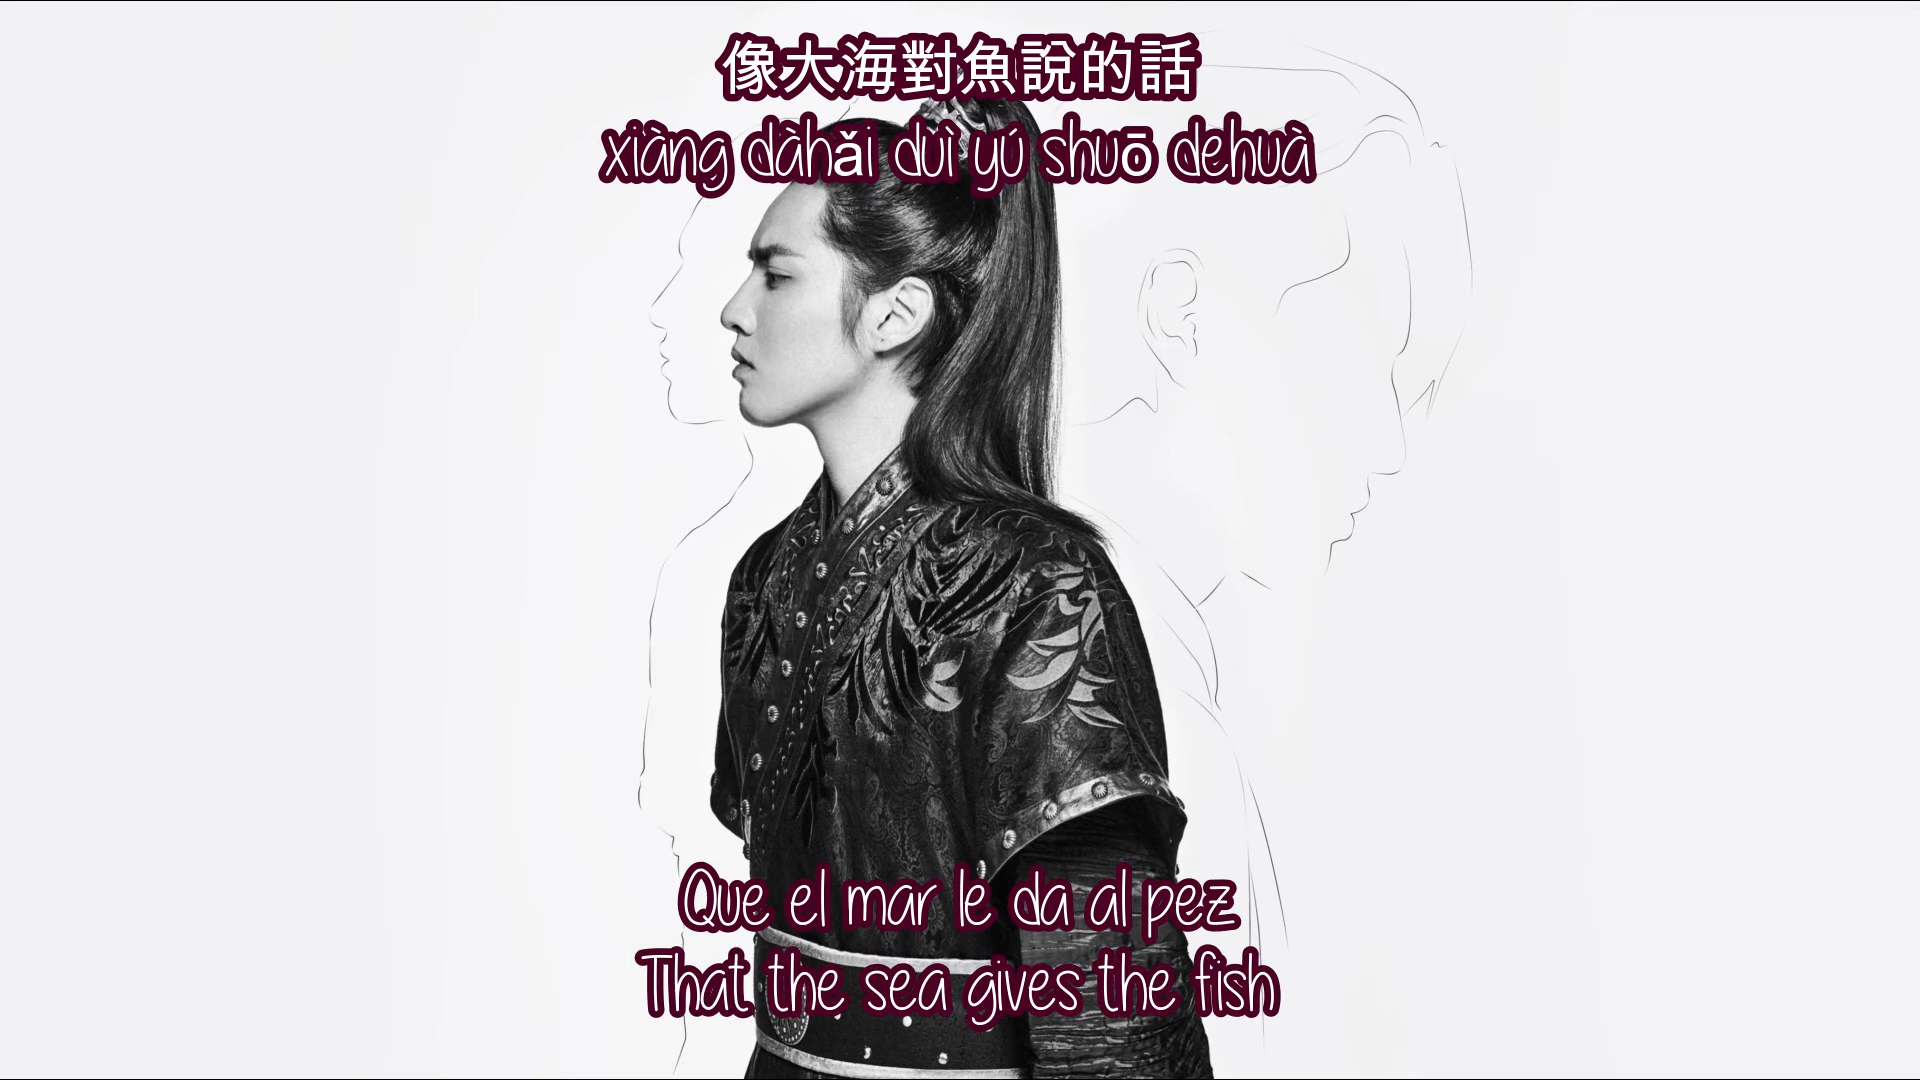 像大海對魚說的話
xiàng dàhǎi duì yú shuō dehuà
Que el mar le da al pez
That the sea gives the fish